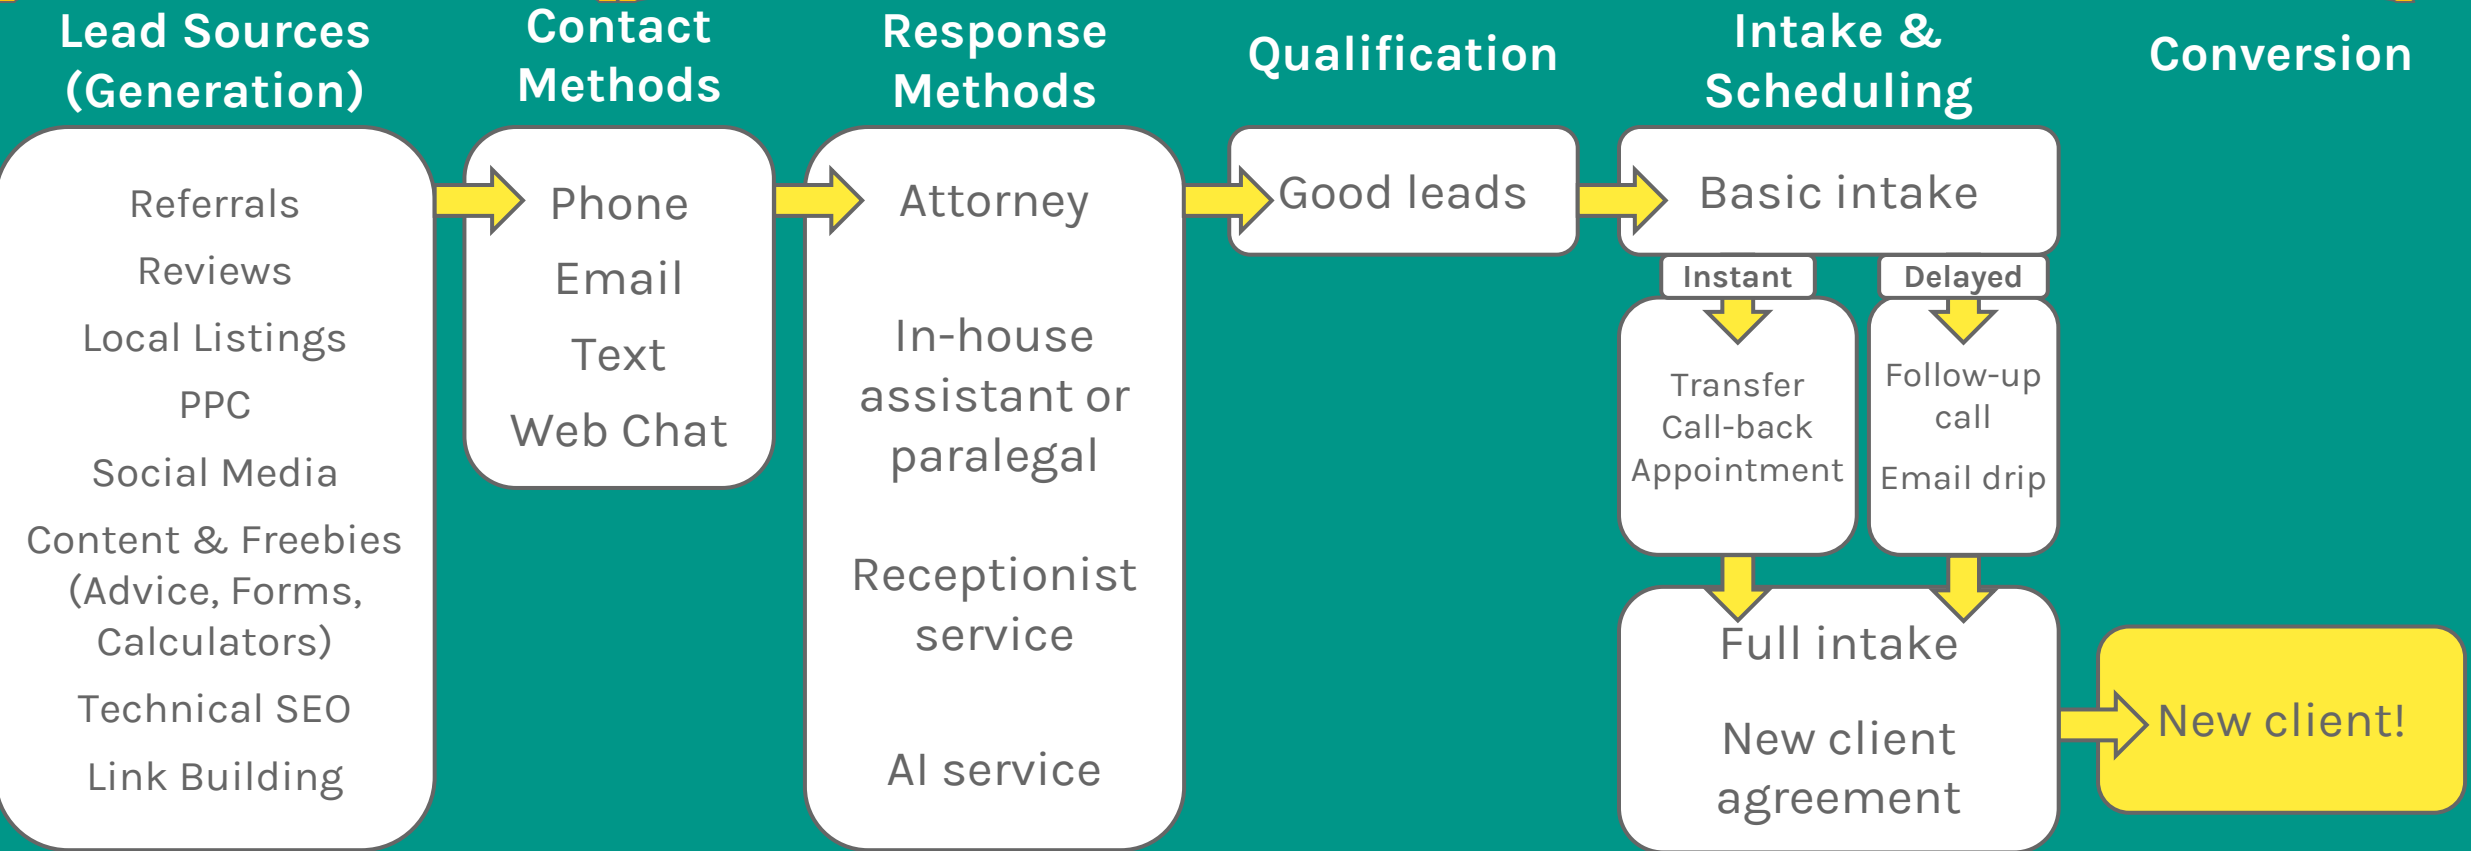 Lead Sources
(Generation)
Contact
Methods
Response
Methods
Qualification
Intake &
Scheduling
Conversion
Referrals
Reviews
Local Listings
PPC
Social Media
Content & Freebies
(Advice, Forms,
Calculators)
Technical SEO
Link Building
Phone
Email
Text
Web Chat
Attorney
In-house
assistant or
paralegal
Receptionist
service
AI service
Good leads
Basic intake
Instant
Delayed
Transfer
Call-back
Appointment
Follow-up
call
Email drip
Full intake
New client
agreement
New client!